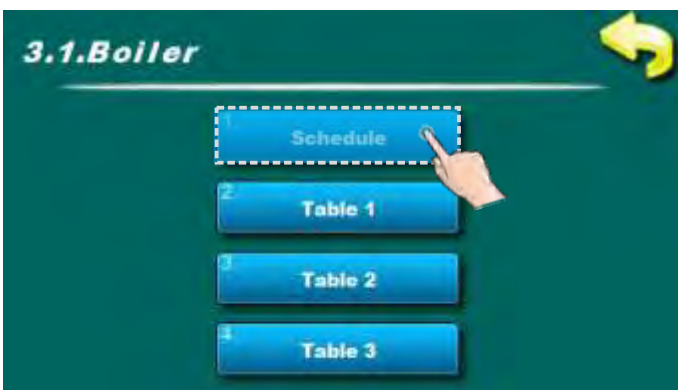 3.1.Boiler
1
Schedule
2
Table 1
3
Table 2
4
Table 3